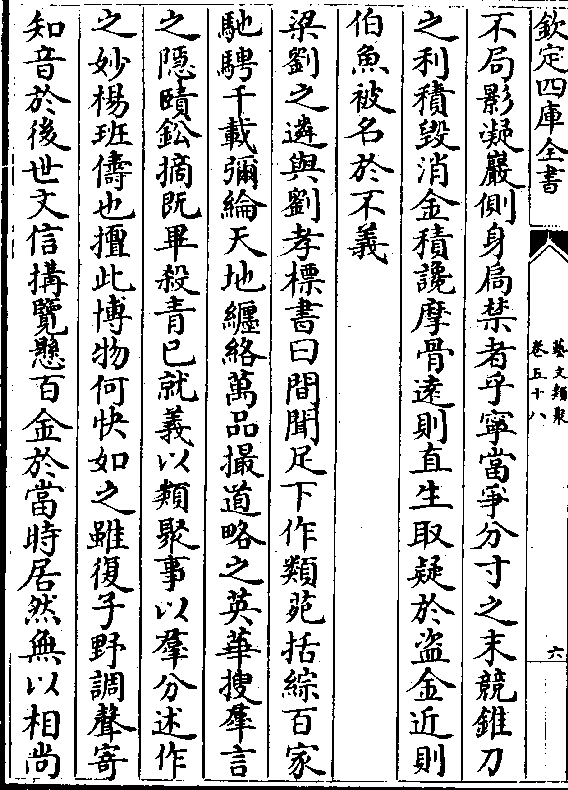 欽定四庫全書
藝文類聚
卷五十八
六
不局影凝嚴側身扃禁者乎寧當爭分寸之末競錐刀
之利積毀消金積讒摩骨遠則直生取疑於盜金近則
伯魚被名於不義
梁劉之遴與劉孝標書曰間聞足下作類苑括綜百家
馳騁千載彌綸天地纒絡萬品撮道略之英華搜羣言
之隱賾鈆摘既畢殺青已就義以類聚事以羣分述作
之妙楊班儔也擅此博物何快如之雖復子野調聲寄
知音於後世文信構覽懸百金於當時居然無以相尚